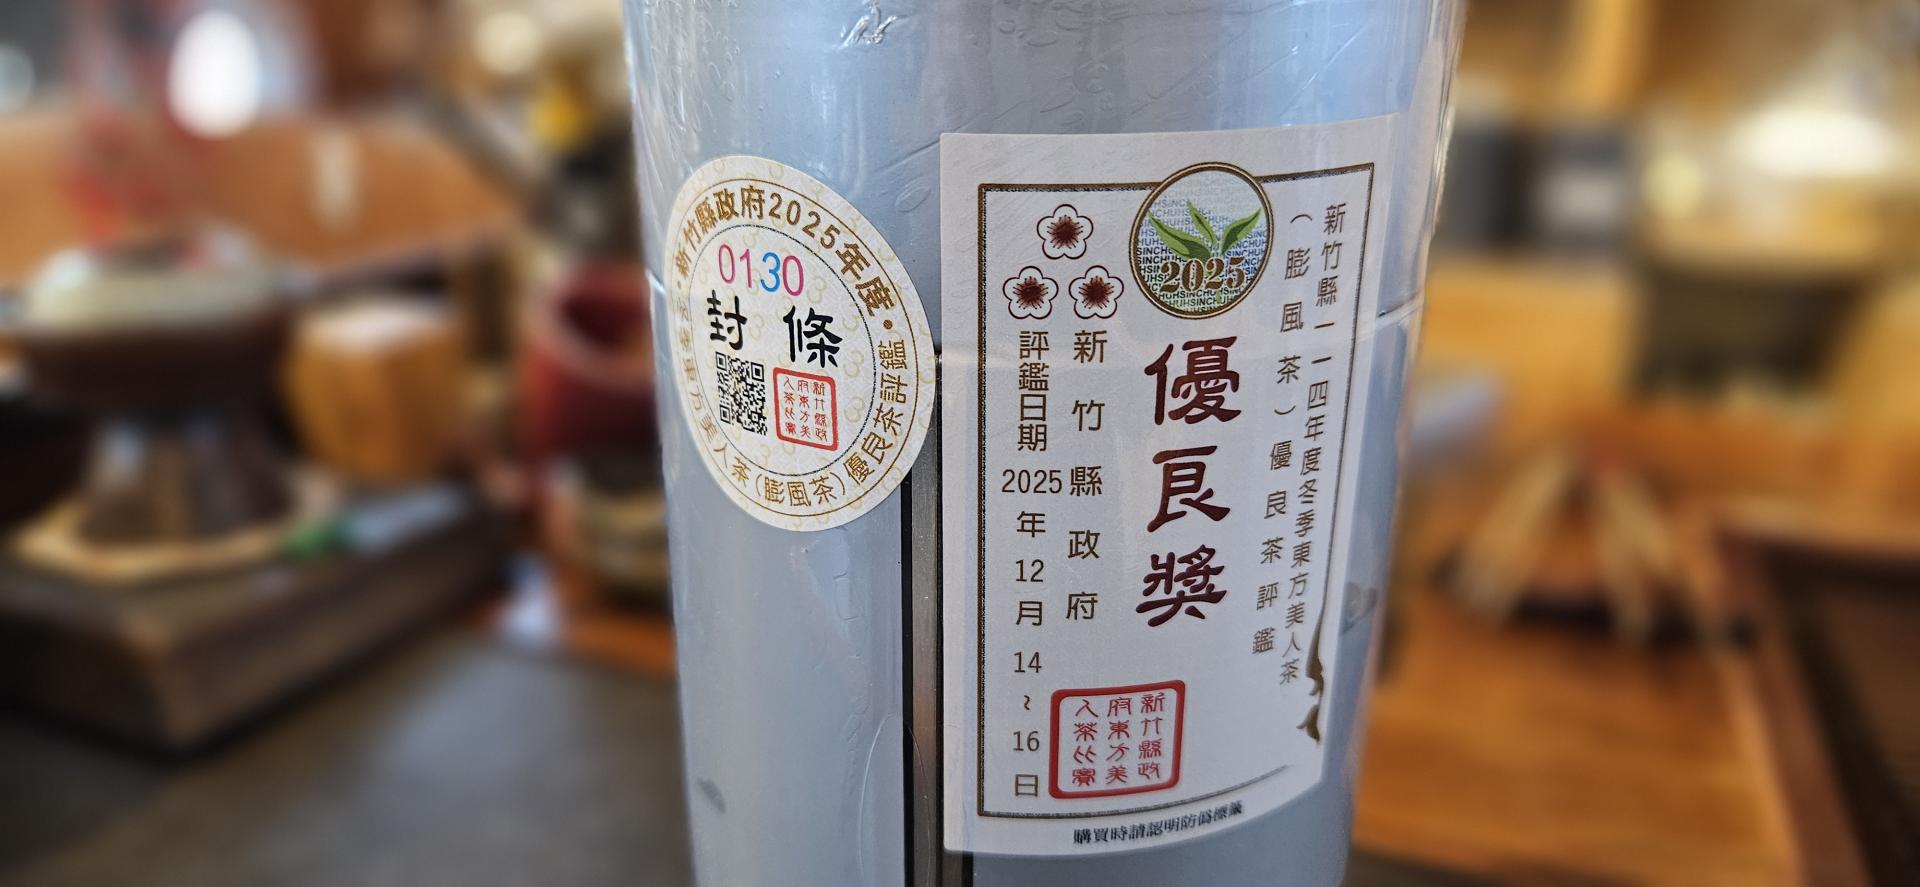 新竹縣政府2025年度
冬季東方美人茶(膨風茶)優良茶評鑑
0130
封條
新竹縣政
府東方美
人茶比賽
新竹縣一一四年度冬季東方美人茶
(膨風茶)優良茶評鑑
HSINCHU
2025
優良獎
新竹縣政府
評鑑日期2025年12月14~16日
新竹縣政
府東方美
人茶比賽
購買時請認明防偽標籤